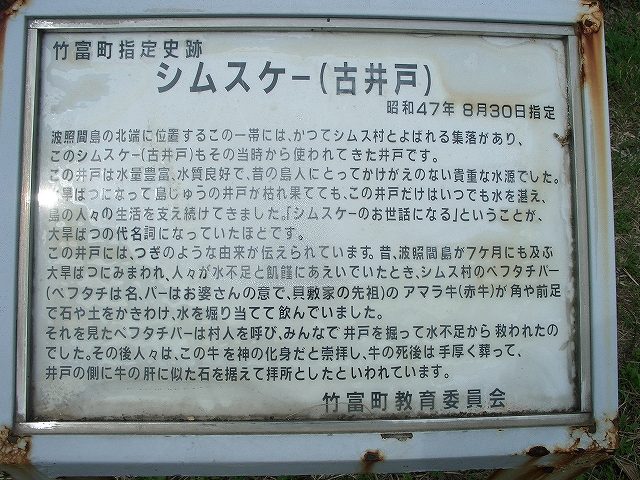 竹富町指定史跡
シムスケー(古井戸)
昭和47年 8月30日指定
波照間島の北端に位置するこの一帯には、かつてシムス村とよばれる集落があり、
このシムスケー(古井戸)もその当時から使われてきた井戸です。
この井戸は水量豊富、水質良好で、昔の島人にとってかけがえのない貴重な水源でした。
大旱ばつになって島じゅうの井戸が枯れ果てても、この井戸だけはいつでも水を湛え、
島の人々の生活を支え続けてきました。「シムスケーのお世話になる」ということが、
大旱ばつの代名詞になっていたほどです。
この井戸には、つぎのような由来が伝えられています。昔、波照間島が7ケ月にも及ぶ
大旱ばつにみまわれ、人々が水不足と飢饉にあえいでいたとき、シムス村のペフタチパー
(ペフタチは名、パーはお婆さんの意で、貝敷家の先祖)のアマラ牛(赤牛)が角や前足
で石や土をかきわけ、水を堀り当てて飲んでいました。
それを見たペフタチパーは村人を呼び、みんなで井戸を掘って水不足から救われたの
でした。その後人々は、この牛を神の化身だと崇拝し、牛の死後は手厚く葬って、
井戸の側に牛の肝に似た石を据えて拝所としたといわれています。
竹富町教育委員会